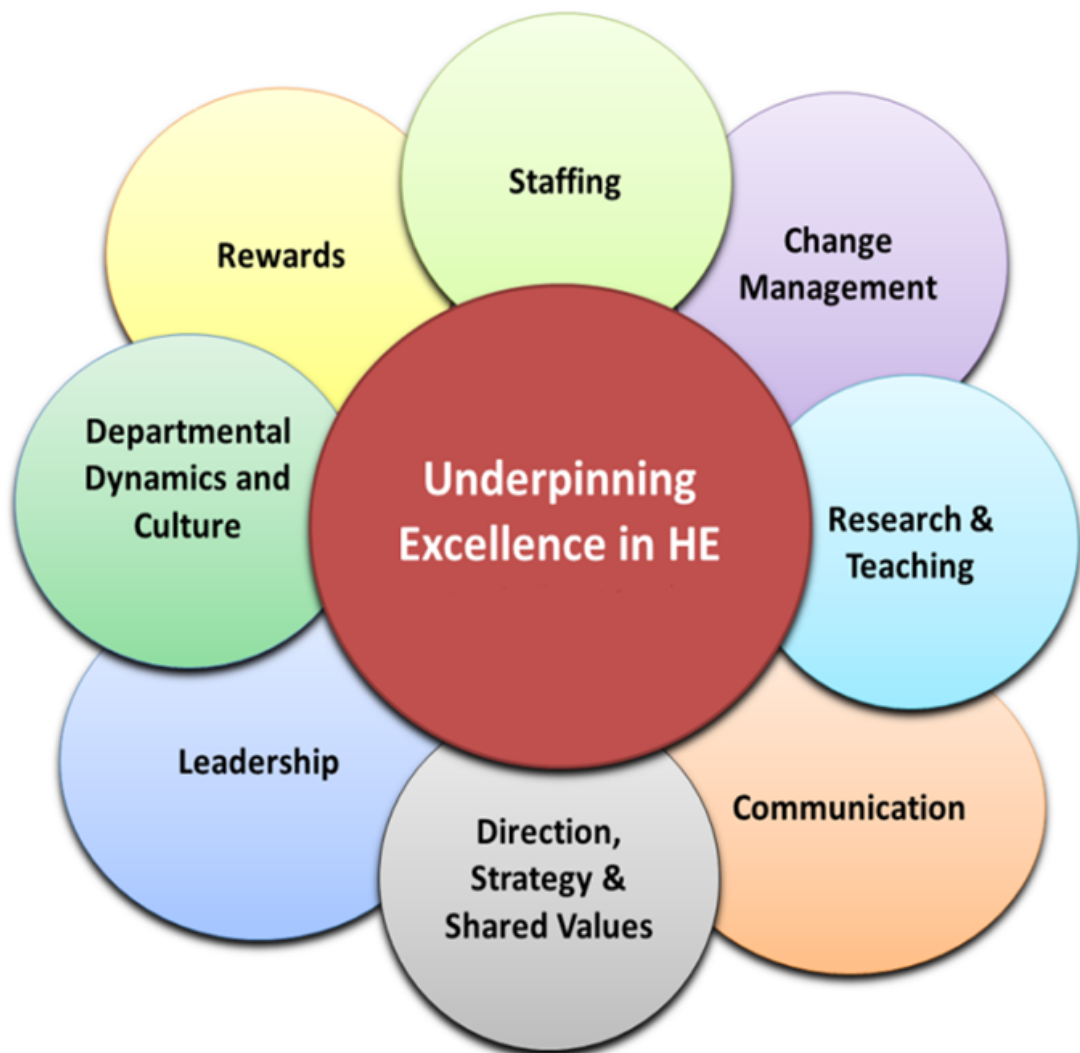 Staffing
Change
Management
Rewards
Departmental
Dynamics and
Culture
Underpinning
Excellence in HE
Research &
Teaching
Leadership
Communication
Direction,
Strategy &
Shared Values